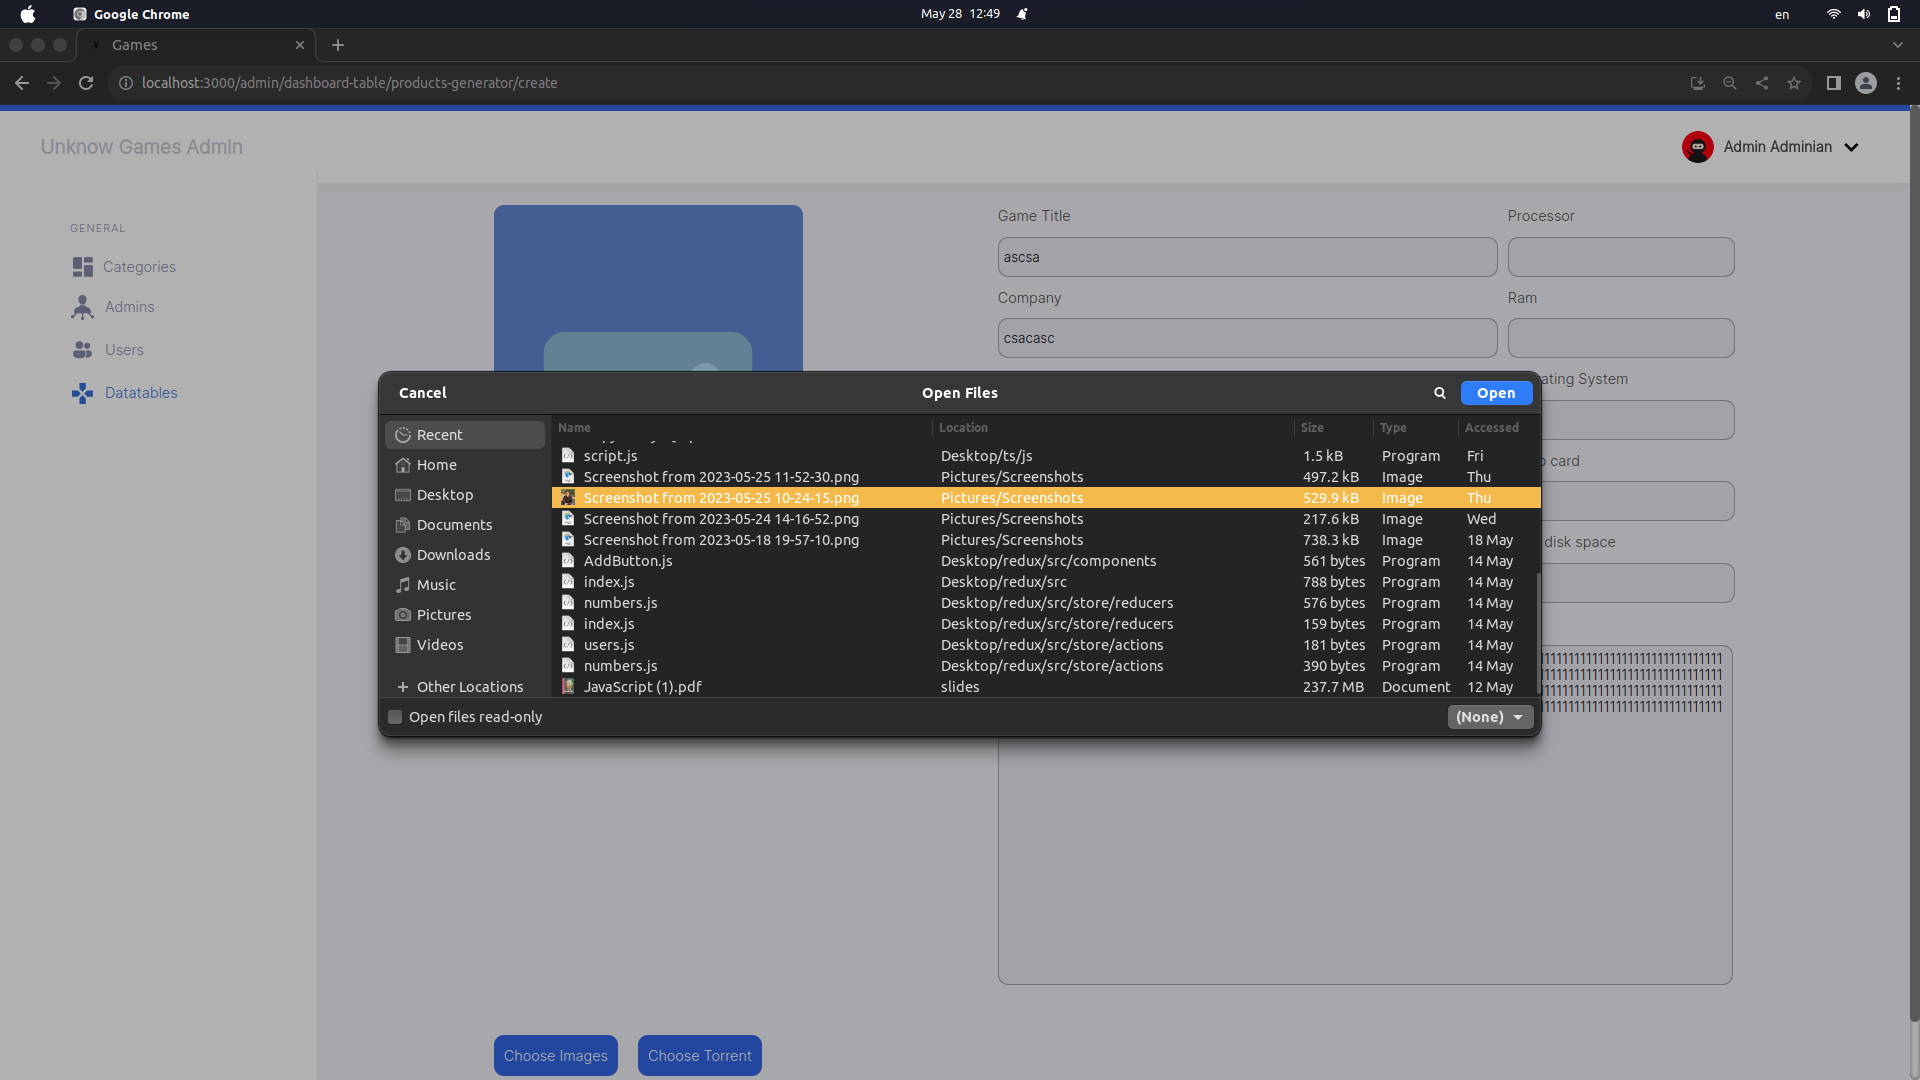 Google Chrome
May 28 12:49
en
Games
localhost:3000/admin/dashboard-table/products-generator/create
Unknow Games AdmIn
Admin Adminian
GENERAL
Categories
Admins
Users
Datatables
Game Title
Processor
ascsa
Company
Ram
csacasc
ating System
card
disk space
Cancel
Open Files
Open
Recent
Home
Desktop
Documents
Downloads
Music
Pictures
Videos
Other Locations
Name Location Size Type Accessed
script.js Desktop/ts/js 1.5 kB Program Fri
Screenshot from 2023-05-25 11-52-30.png Pictures/Screenshots 497.2 kB Image Thu
Screenshot from 2023-05-25 10-24-15.png Pictures/Screenshots 529.9 kB Image Thu
Screenshot from 2023-05-24 14-16-52.png Pictures/Screenshots 217.6 kB Image Wed
Screenshot from 2023-05-18 19-57-10.png Pictures/Screenshots 738.3 kB Image 18 May
AddButton.js Desktop/redux/src/components 561 bytes Program 14 May
index.js Desktop/redux/src 788 bytes Program 14 May
numbers.js Desktop/redux/src/store/reducers 576 bytes Program 14 May
index.js Desktop/redux/src/store/reducers 159 bytes Program 14 May
users.js Desktop/redux/src/store/actions 181 bytes Program 14 May
numbers.js Desktop/redux/src/store/actions 390 bytes Program 14 May
JavaScript (1).pdf slides 237.7 MB Document 12 May
Open files read-only
(None)
Choose Images
Choose Torrent